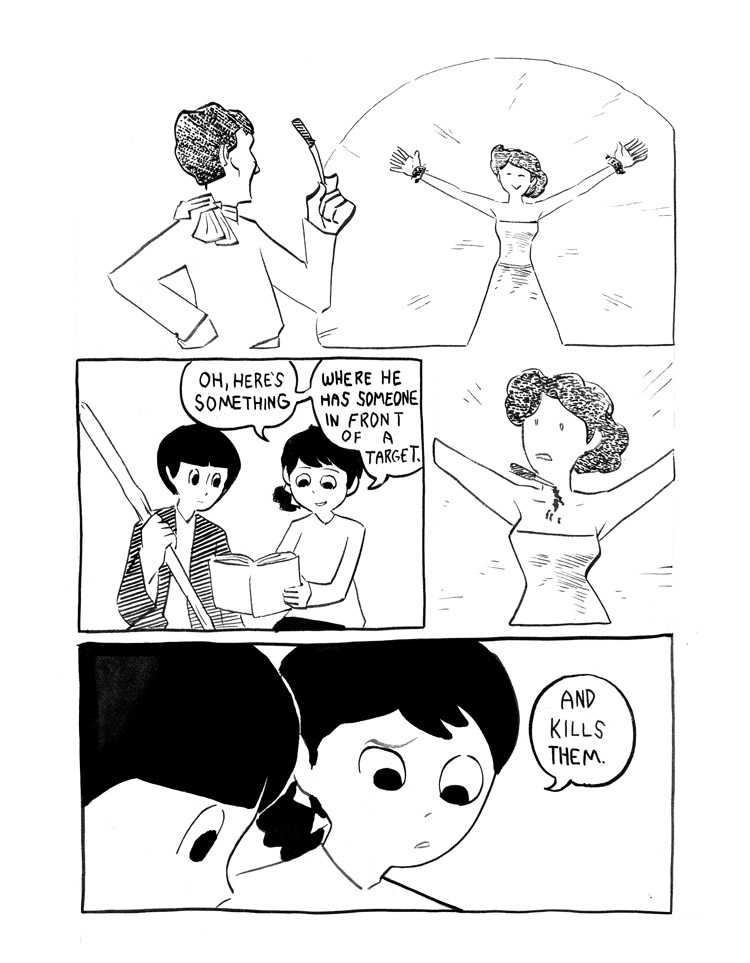 OH, HERE'S
SOMETHING
WHERE HE
HAS SOMEONE
IN FRONT
OF A
TARGET.
AND
KILLS
THEM.